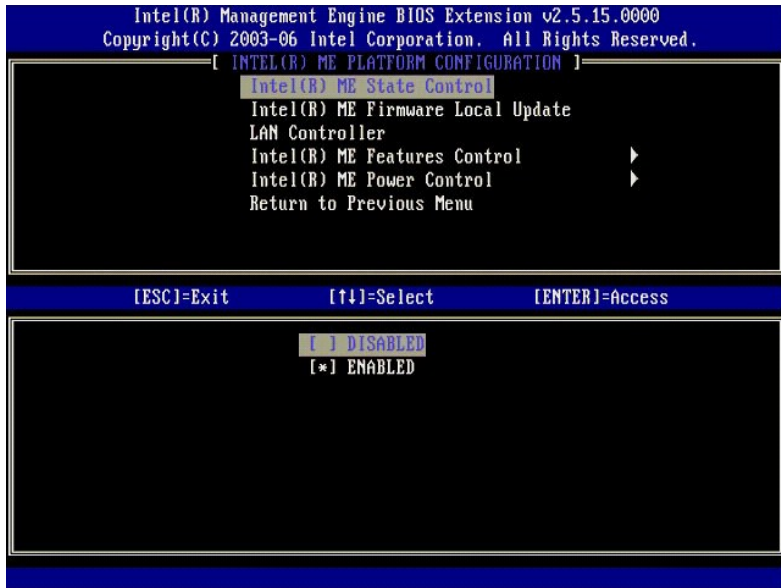 Intel(R) Management Engine BIOS Extension v2.5.15.0000
Copyright(C) 2003-06 Intel Corporation. All Rights Reserved.
[ INTEL(R) ME PLATFORM CONFIGURATION ]
Intel(R) ME State Control
Intel(R) ME Firmware Local Update
LAN Controller
Intel(R) ME Features Control
Intel(R) ME Power Control
Return to Previous Menu
[ESC]=Exit [↑↓]=Select [ENTER]=Access
[ ] DISABLED
[*] ENABLED